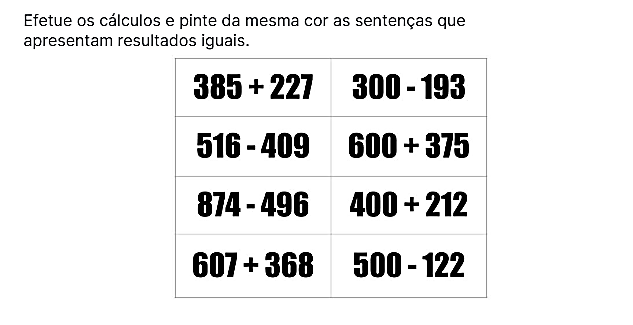 Efetue os cálculos e pinte da mesma cor as sentenças que
apresentam resultados iguais.
385 + 227 300 - 193
516 - 409 600 + 375
874 - 496 400 + 212
607 + 368 500 - 122